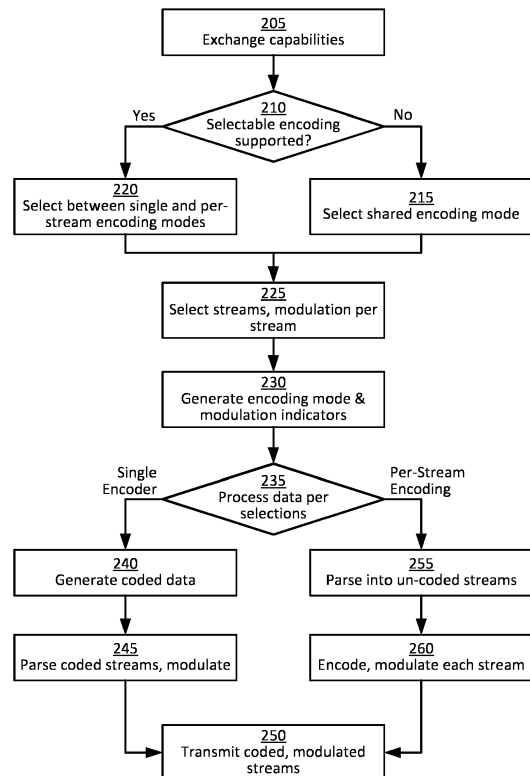 205
Exchange capabilities
210
Selectable encoding
supported?
Yes
No
220
Select between single and per-
stream encoding modes
215
Select shared encoding mode
225
Select streams, modulation per
stream
230
Generate encoding mode &
modulation indicators
235
Process data per
selections
Single
Encoder
Per-Stream
Encoding
240
Generate coded data
255
Parse into un-coded streams
245
Parse coded streams, modulate
260
Encode, modulate each stream
250
Transmit coded, modulated
streams